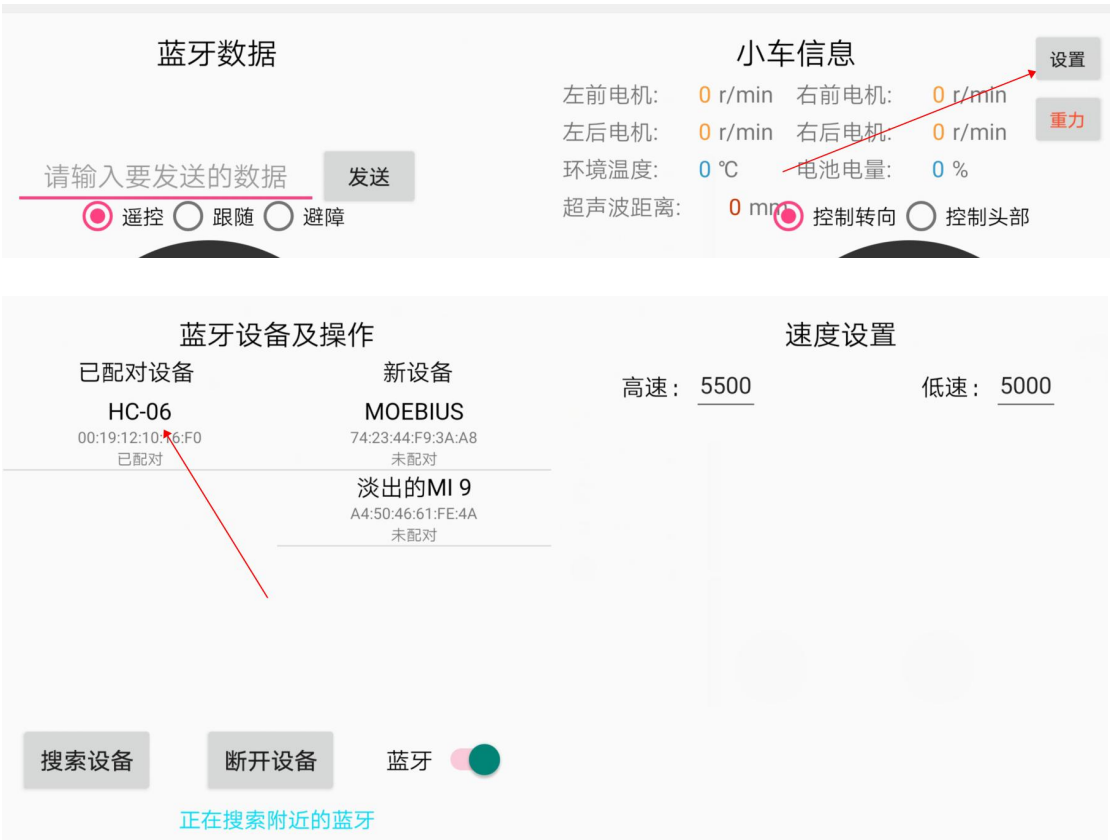 蓝牙数据
小车信息
设置
左前电机: 0 r/min 右前电机: 0 r/min
重力
左后电机: 0 r/min 右后电机: 0 r/min
环境温度: 0 ℃ 电池电量: 0 %
请输入要发送的数据 发送
超声波距离: 0 mm
遥控 跟随 避障
控制转向 控制头部
蓝牙设备及操作
已配对设备 新设备
HC-06
00:19:12:10:16:F0
已配对
MOEBIUS
74:23:44:F9:3A:A8
未配对
淡出的MI 9
A4:50:46:61:FE:4A
未配对
速度设置
高速: 5500 低速: 5000
搜索设备 断开设备 蓝牙
正在搜索附近的蓝牙